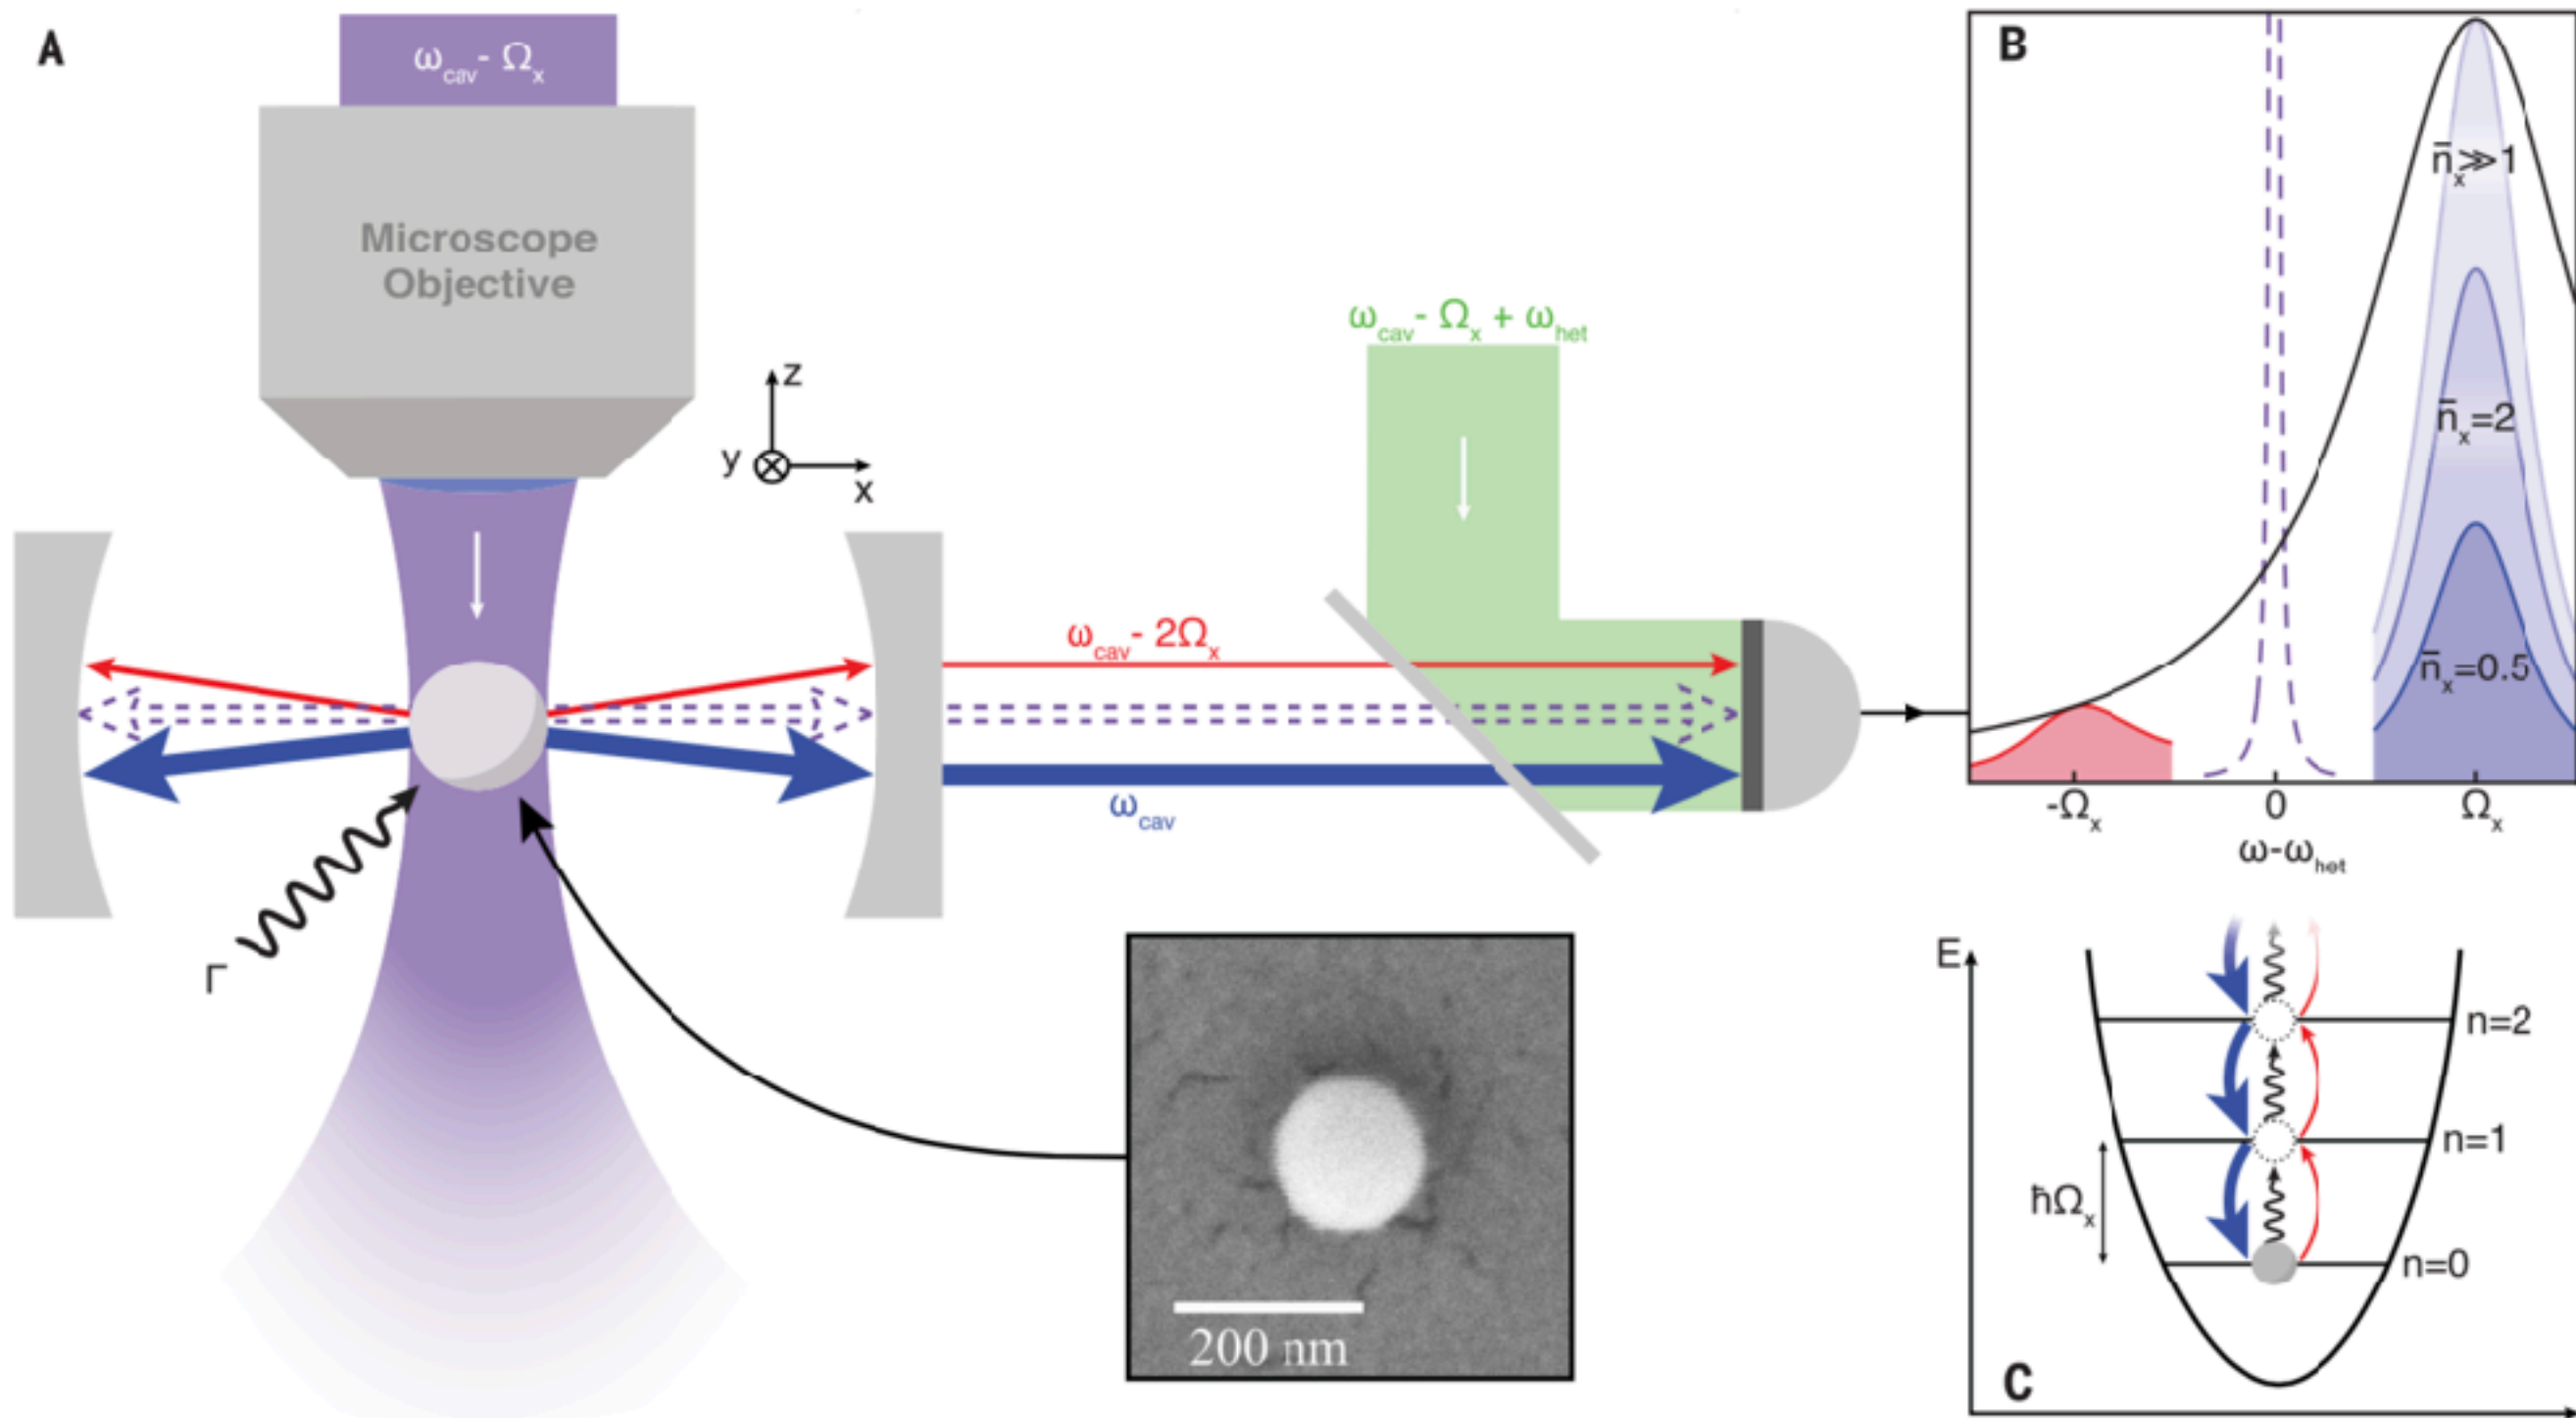 A
ω_cav - Ω_x
Microscope
Objective
z
y
x
ω_cav - Ω_x + ω_het
ω_cav - 2Ω_x
ω_cav
Γ
200 nm
B
n̄_x≫1
n̄_x=2
n̄_x=0.5
-Ω_x
0
Ω_x
ω-ω_het
E
n=2
n=1
ħΩ_x
n=0
C